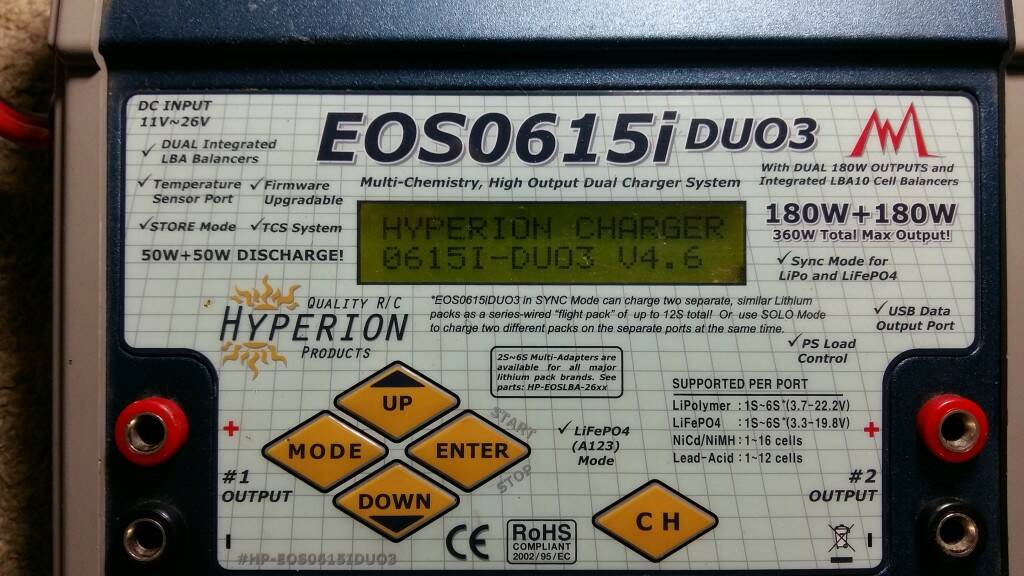 DC INPUT
11V~26V
DUAL Integrated
LBA Balancers
Temperature
Sensor Port
Firmware
Upgradable
STORE Mode
TCS System
50W+50W DISCHARGE!
EOS0615i DUO3
Multi-Chemistry, High Output Dual Charger System
HYPERION CHARGER
0615I-DUO3 V4.6
With DUAL 180W OUTPUTS and
Integrated LBA10 Cell Balancers
180W+180W
360W Total Max Output!
Sync Mode for
LiPo and LiFePO4
USB Data
Output Port
PS Load
Control
QUALITY R/C
HYPERION
PRODUCTS
*EOS0615iDUO3 in SYNC Mode can charge two separate, similar Lithium
packs as a series-wired "flight pack" of up to 12S total! Or use SOLO Mode
to charge two different packs on the separate ports at the same time.
2S~6S Multi-Adapters are
available for all major
lithium pack brands. See
parts: HP-EOSLBA-26xx
SUPPORTED PER PORT
LiPolymer : 1S~6S*(3.7-22.2V)
LiFePO4 : 1S~6S*(3.3-19.8V)
NiCd/NiMH : 1~16 cells
Lead-Acid : 1~12 cells
LiFePO4
(A123)
Mode
UP
MODE
ENTER
DOWN
START
STOP
CH
+
#1
OUTPUT
-
+
#2
OUTPUT
-
CE
RoHS
COMPLIANT
2002/95/EC
#HP-EOS0615IDUO3